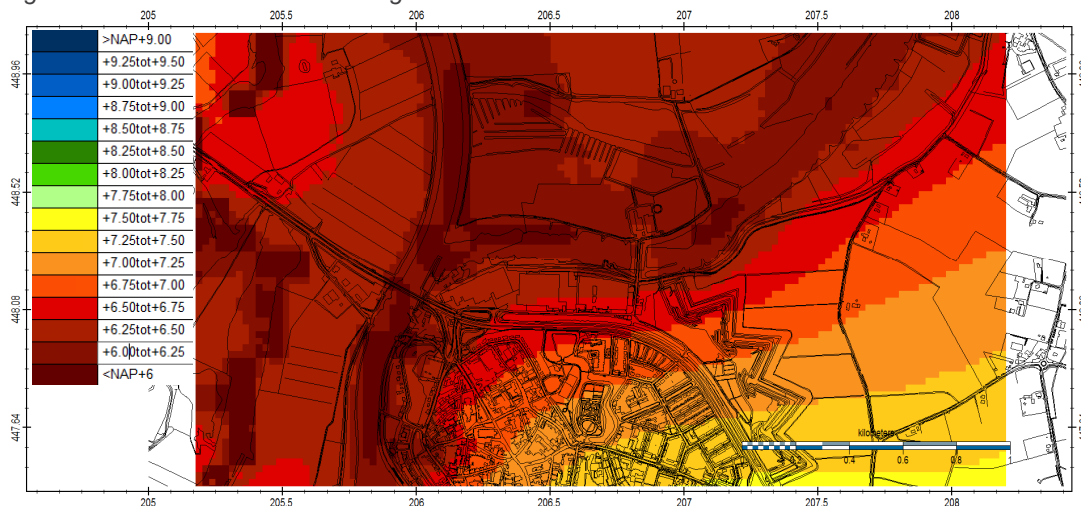 205 205.5 206 206.5 207 207.5 208
>NAP+9.00
+9.25tot+9.50
+9.00tot+9.25
+8.75tot+9.00
+8.50tot+8.75
+8.25tot+8.50
+8.00tot+8.25
+7.75tot+8.00
+7.50tot+7.75
+7.25tot+7.50
+7.00tot+7.25
+6.75tot+7.00
+6.50tot+6.75
+6.25tot+6.50
+6.00tot+6.25
<NAP+6
448.96
448.52
448.08
447.64
kilometers
0.4 0.6 0.8 1
205 205.5 206 206.5 207 207.5 208